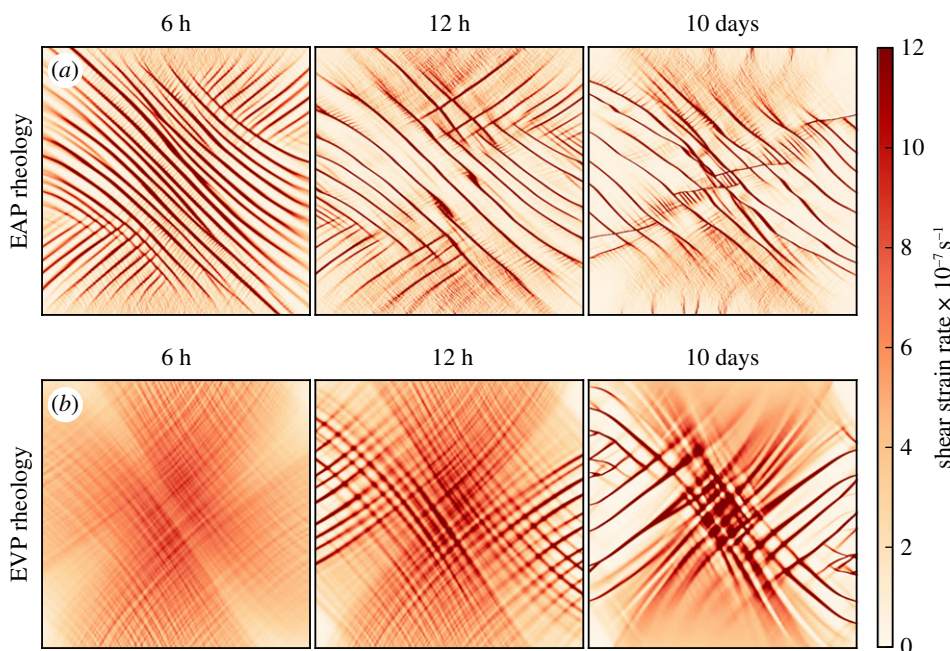 6 h 12 h 10 days
(a)
EAP rheology
6 h 12 h 10 days
(b)
EVP rheology
12
10
8
6
4
2
0
shear strain rate × 10⁻⁷ s⁻¹